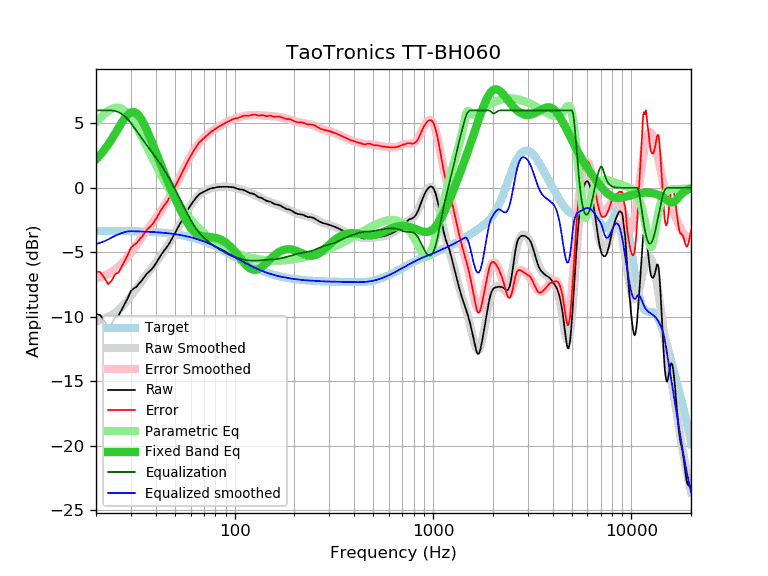 TaoTronics TT-BH060
Amplitude (dBr)
5
0
−5
−10
−15
−20
−25
Target
Raw Smoothed
Error Smoothed
Raw
Error
Parametric Eq
Fixed Band Eq
Equalization
Equalized smoothed
100
1000
10000
Frequency (Hz)